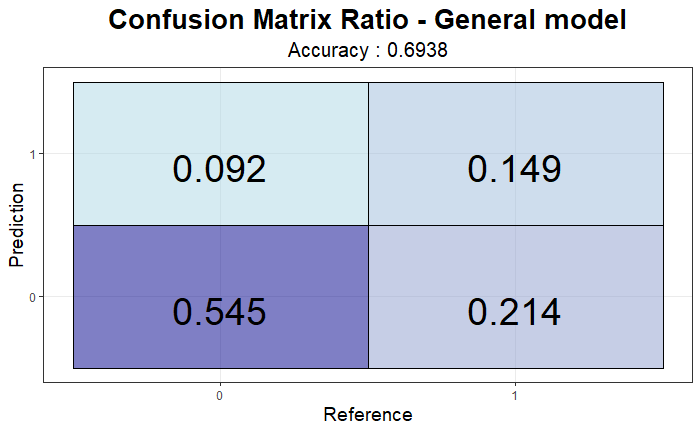 Confusion Matrix Ratio - General model
Accuracy : 0.6938
Prediction
1
0.092
0.149
0
0.545
0.214
0
1
Reference